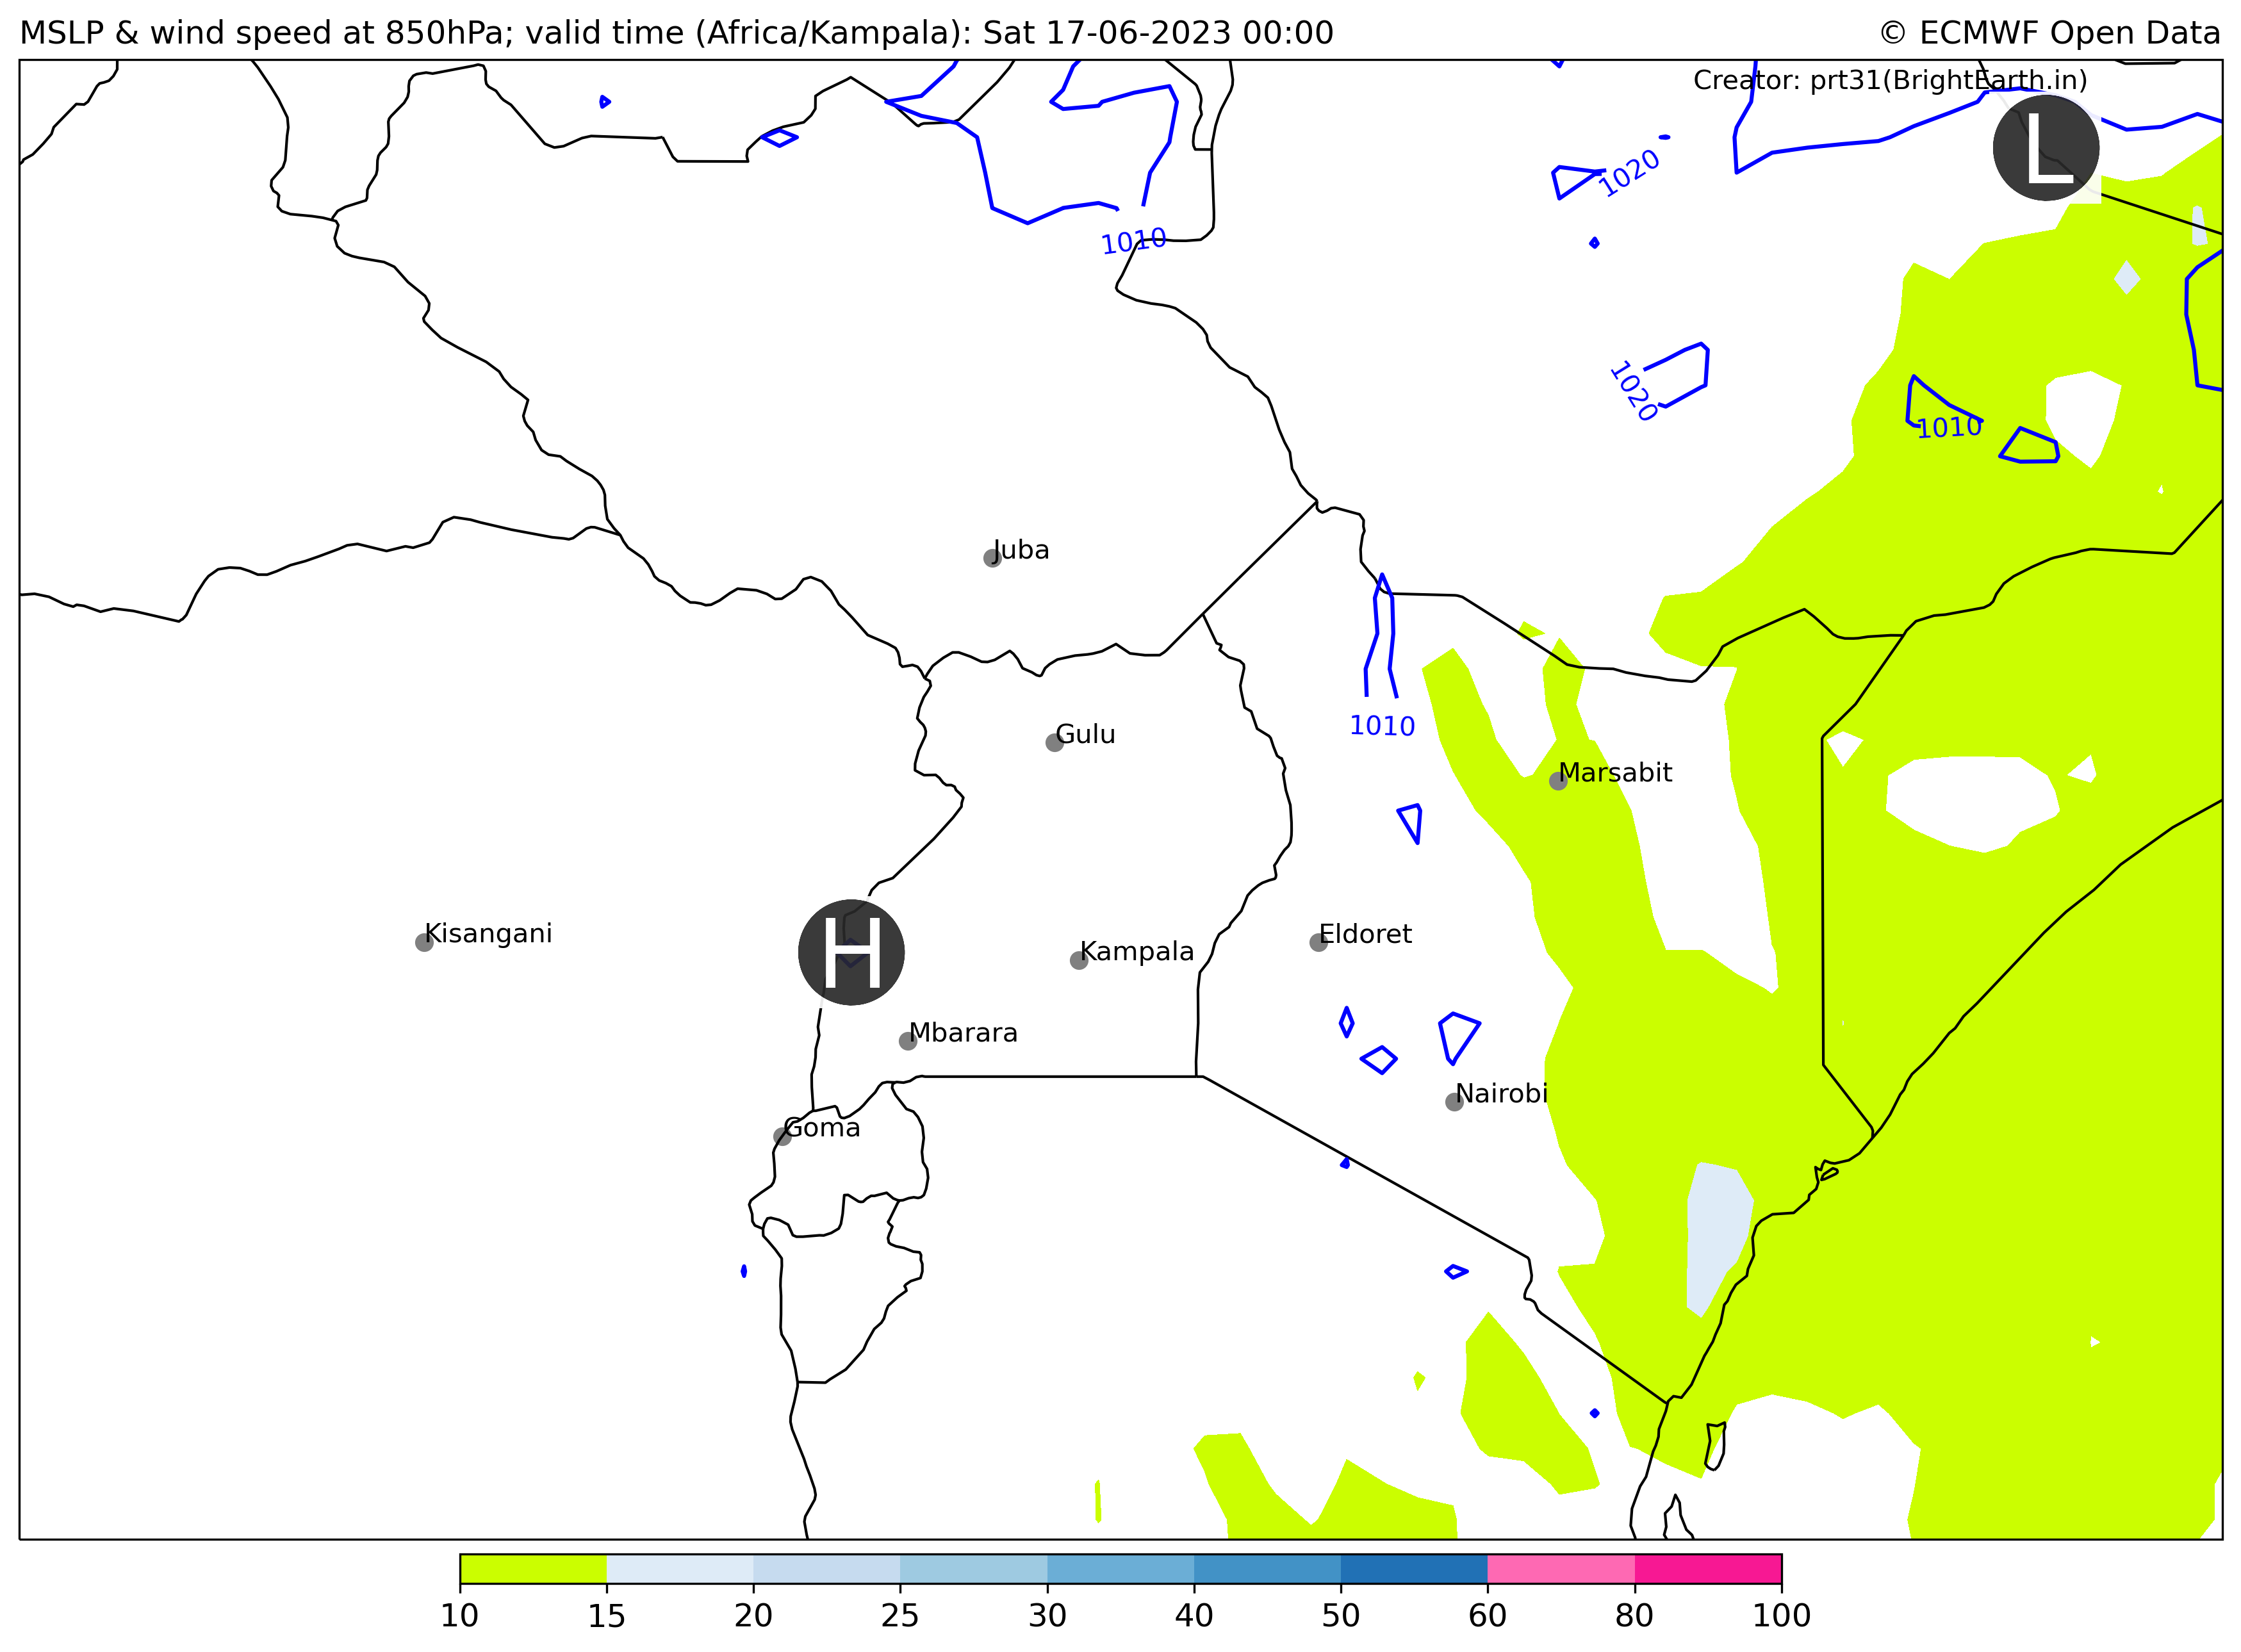 MSLP & wind speed at 850hPa; valid time (Africa/Kampala): Sat 17-06-2023 00:00
© ECMWF Open Data
Creator: prt31(BrightEarth.in)
L
1020
1010
1020
1010
Juba
1010
Gulu
Marsabit
Kisangani
H
Kampala
Eldoret
Mbarara
Nairobi
Goma
10 15 20 25 30 40 50 60 80 100